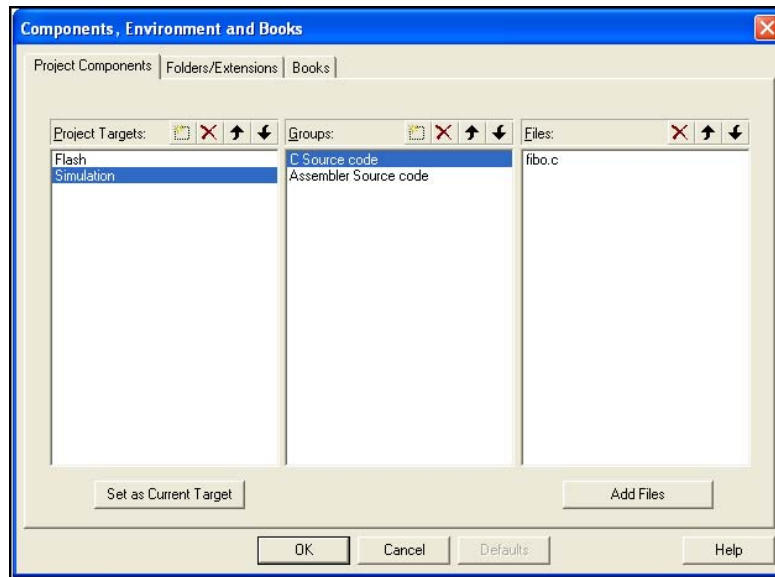 Components, Environment and Books
Project Components Folders/Extensions Books
Project Targets: Groups: Files:
Flash C Source code fibo.c
Simulation Assembler Source code
Set as Current Target Add Files
OK Cancel Defaults Help